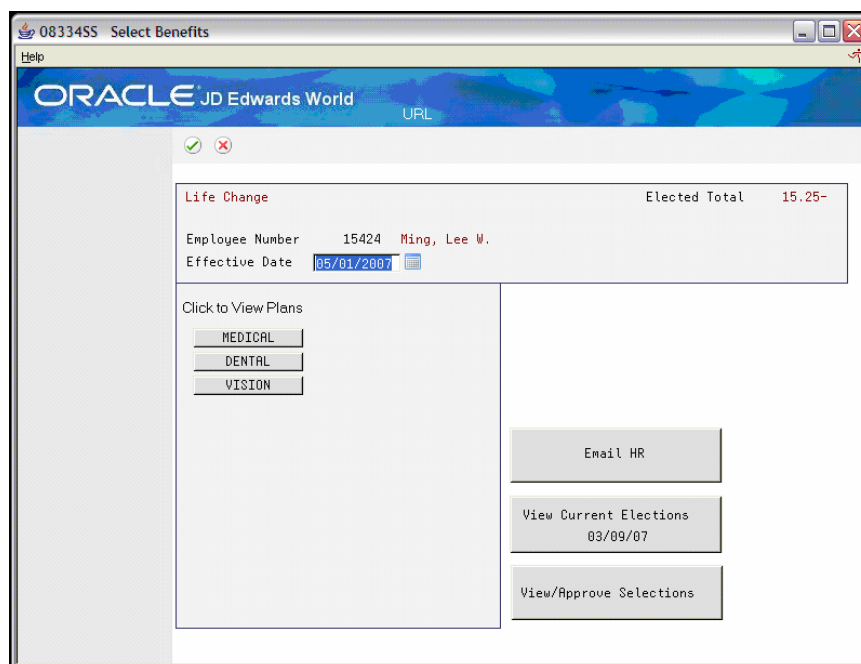 08334SS Select Benefits
Help
ORACLE JD Edwards World
URL
Life Change Elected Total 15.25-
Employee Number 15424 Ming, Lee W.
Effective Date 05/01/2007
Click to View Plans
MEDICAL
DENTAL
VISION
Email HR
View Current Elections
03/09/07
View/Approve Selections